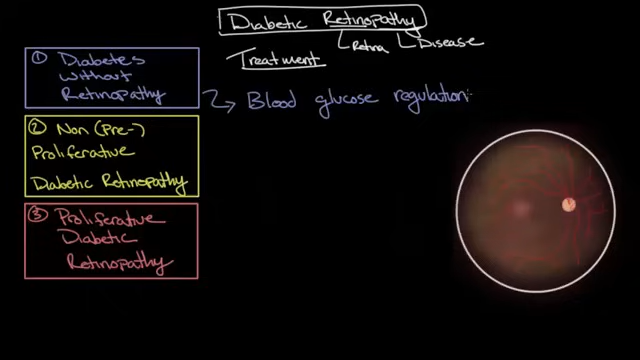 Diabetic Retinopathy
Retina
Disease
Treatment
① Diabetes
Without
Retinopathy
Blood glucose regulation
② Non (Pre-)
Proliferative
Diabetic Retinopathy
③ Proliferative
Diabetic
Retinopathy